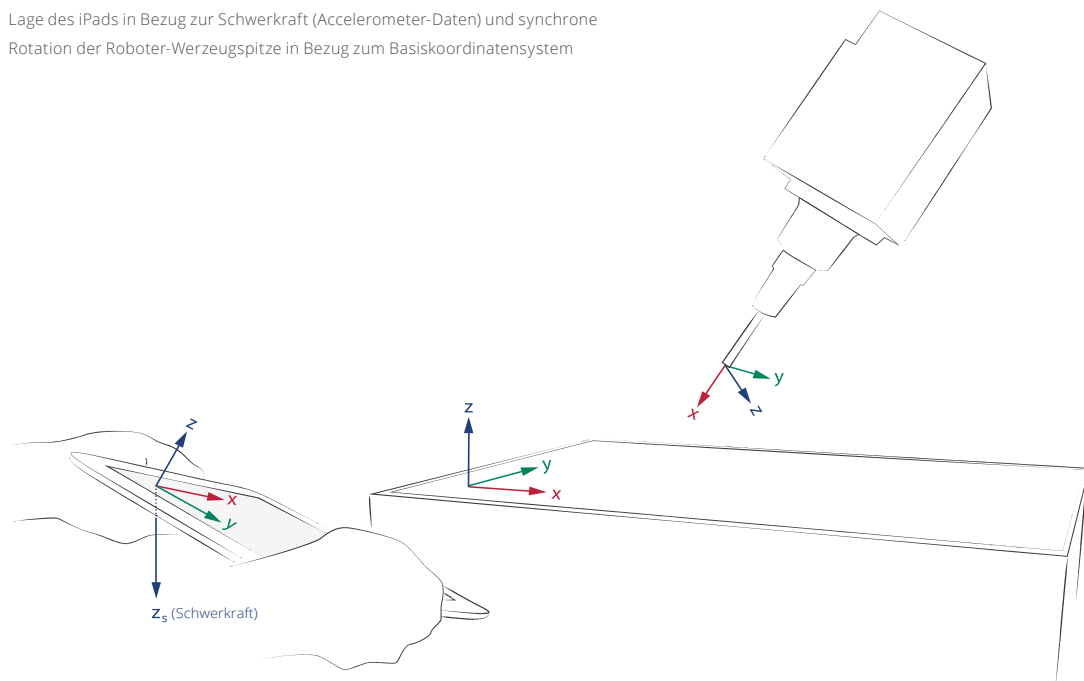 Lage des iPads in Bezug zur Schwerkraft (Accelerometer-Daten) und synchrone
Rotation der Roboter-Werzeugspitze in Bezug zum Basiskoordinatensystem
y
x
z
z
z
y
x
x
y
zs (Schwerkraft)